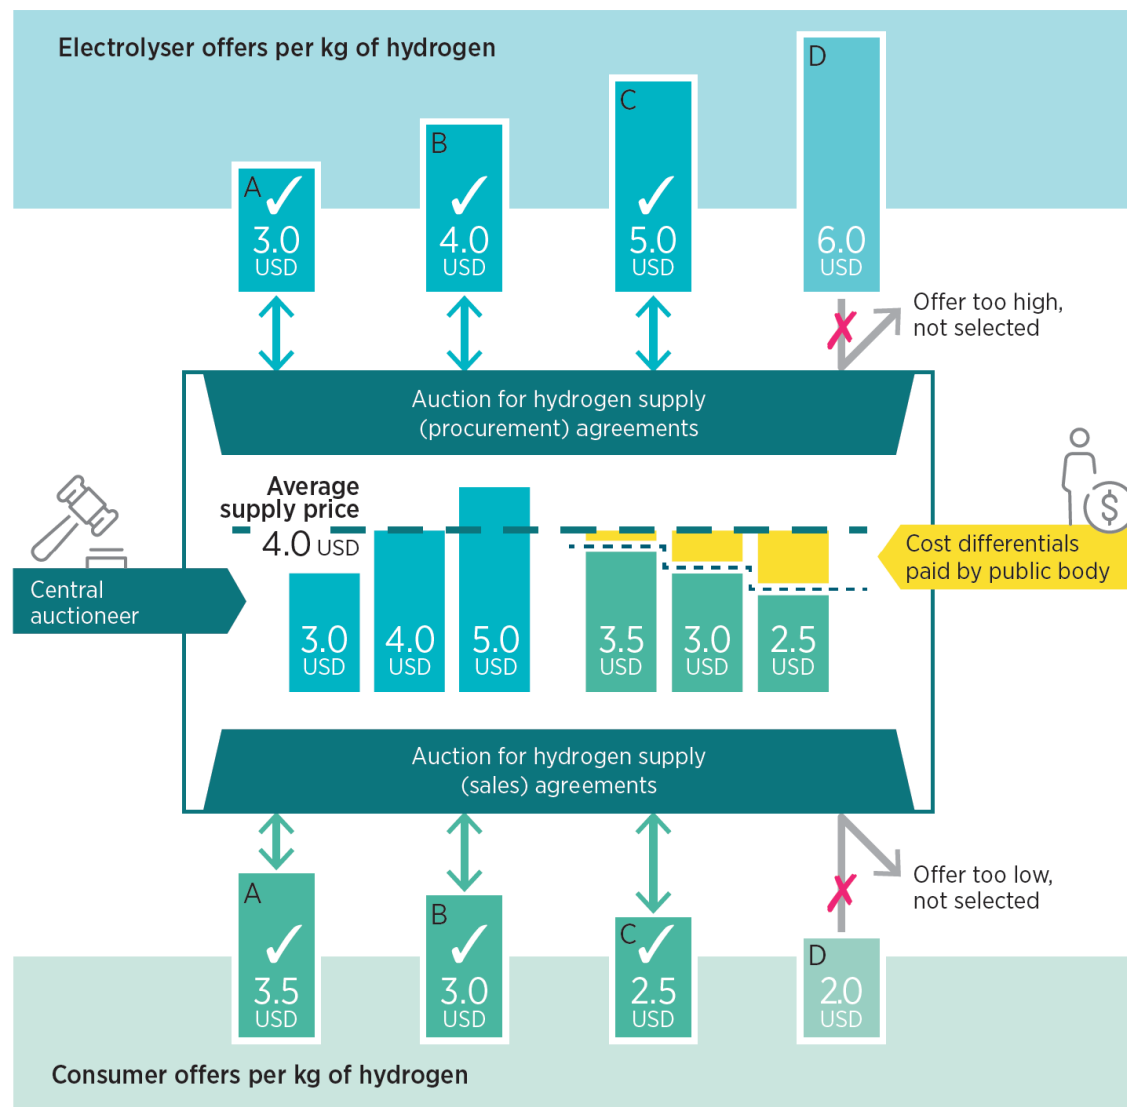 Electrolyser offers per kg of hydrogen
A
3.0
USD
B
4.0
USD
C
5.0
USD
D
6.0
USD
Offer too high,
not selected
Auction for hydrogen supply
(procurement) agreements
Average
supply price
4.0 USD
Central
auctioneer
3.0
USD
4.0
USD
5.0
USD
3.5
USD
3.0
USD
2.5
USD
$
Cost differentials
paid by public body
Auction for hydrogen supply
(sales) agreements
A
3.5
USD
B
3.0
USD
C
2.5
USD
D
2.0
USD
Offer too low,
not selected
Consumer offers per kg of hydrogen